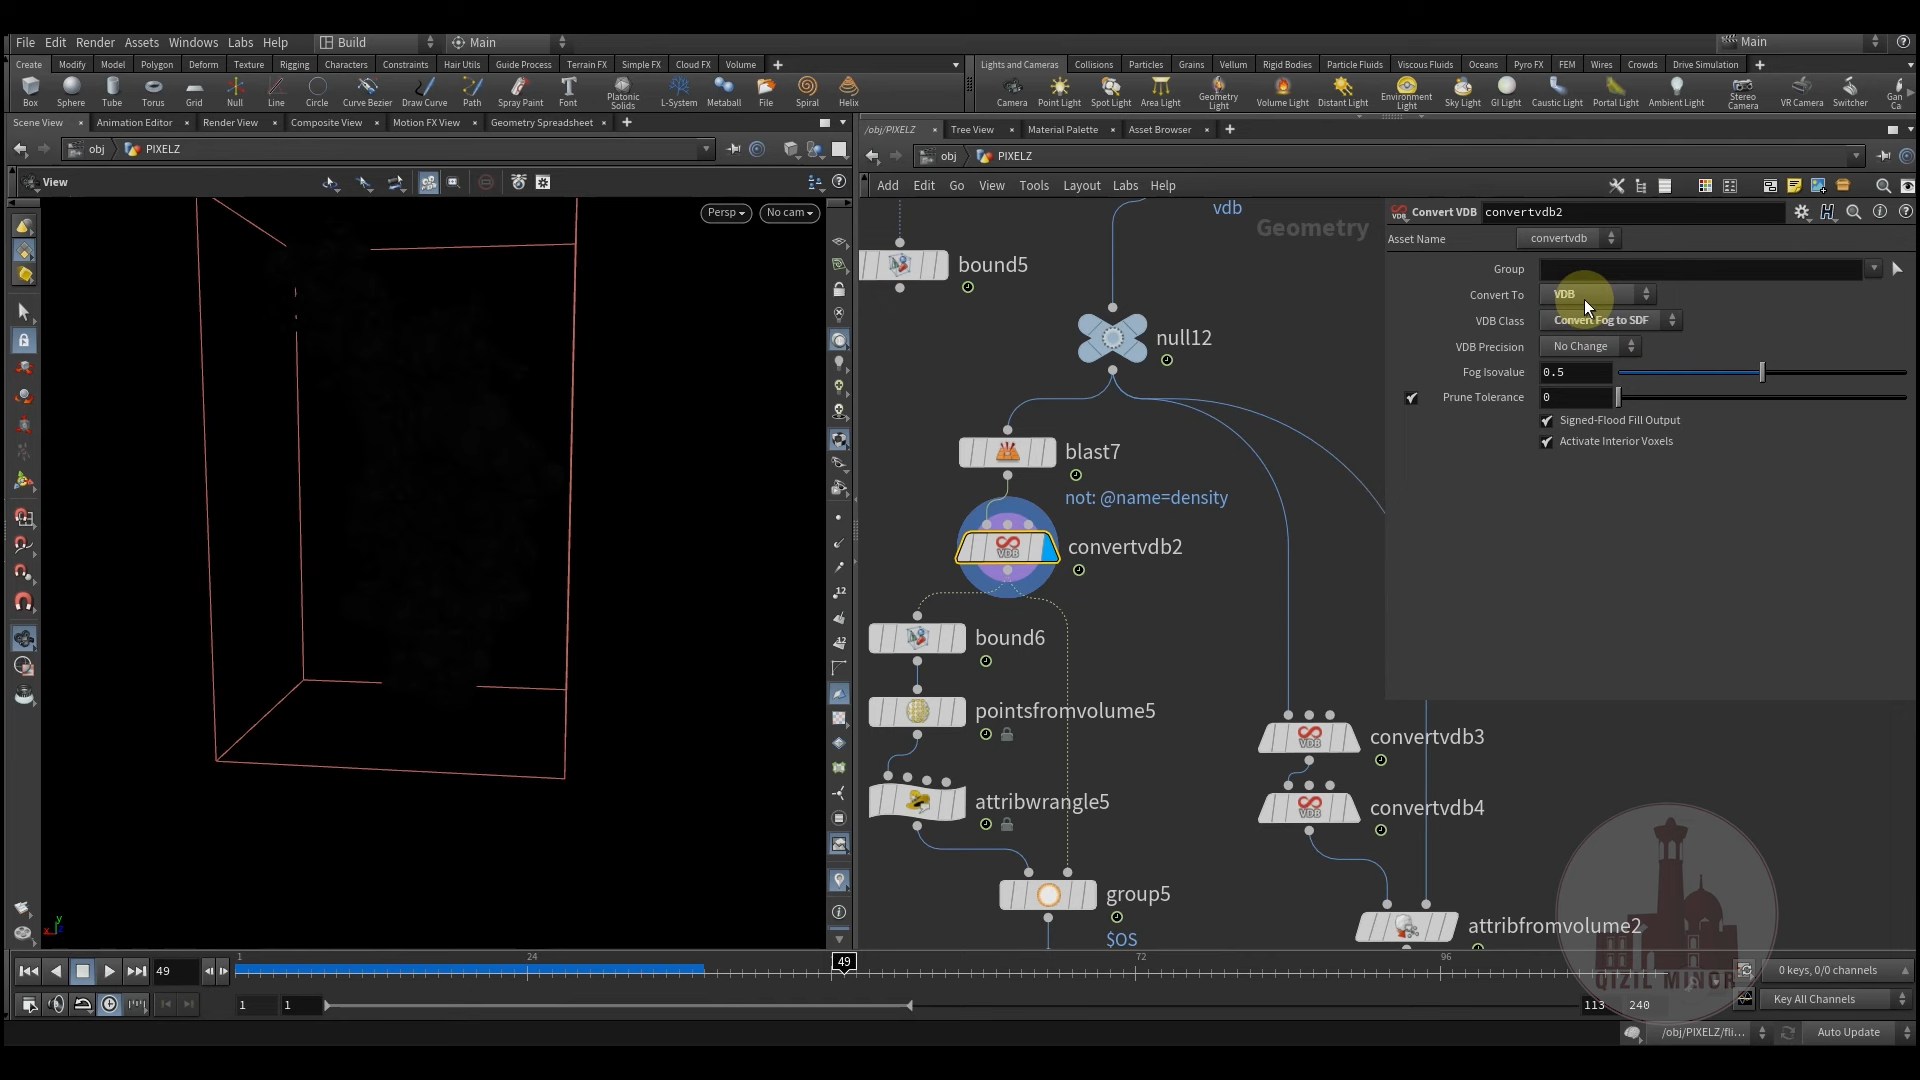 File Edit Render Assets Windows Labs Help Build Main Main
Create Modify Model Polygon Deform Texture Rigging Characters Constraints Hair Utils Guide Process Terrain FX Simple FX Cloud FX Volume
Lights and Cameras Collisions Particles Grains Vellum Rigid Bodies Particle Fluids Viscous Fluids Oceans Pyro FX FEM Wires Crowds Drive Simulation
Box Sphere Tube Torus Grid Null Line Circle Curve Bezier Draw Curve Path Spray Paint Font Platonic Solids L-System Metaball File Spiral Helix
Camera Point Light Spot Light Area Light Geometry Light Volume Light Distant Light Environment Light Sky Light GI Light Caustic Light Portal Light Ambient Light Stereo Camera VR Camera Switcher Gan Ca
Scene View Animation Editor Render View Composite View Motion FX View Geometry Spreadsheet
/obj/PIXELZ Tree View Material Palette Asset Browser
obj PIXELZ
obj PIXELZ
View
Add Edit Go View Tools Layout Labs Help
Persp No cam
vdb
Geometry
Convert VDB convertvdb2
Asset Name convertvdb
Group
Convert To VDB
VDB Class Convert Fog to SDF
VDB Precision No Change
Fog Isovalue 0.5
Prune Tolerance 0
Signed-Flood Fill Output
Activate Interior Voxels
bound5
null12
blast7
not: @name=density
convertvdb2
bound6
pointsfromvolume5
attribwrangle5
group5
$OS
convertvdb3
convertvdb4
attribfromvolume2
12
12
y
x
QIZIL MINOR
49 1 24 49 72 96
0 keys, 0/0 channels
1 1 113 240
Key All Channels
/obj/PIXELZ/fli... Auto Update